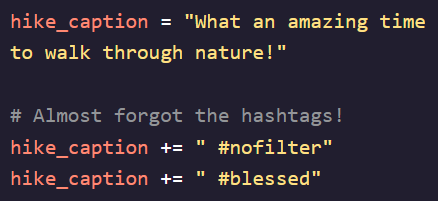 hike_caption = "What an amazing time
to walk through nature!"
# Almost forgot the hashtags!
hike_caption += " #nofilter"
hike_caption += " #blessed"